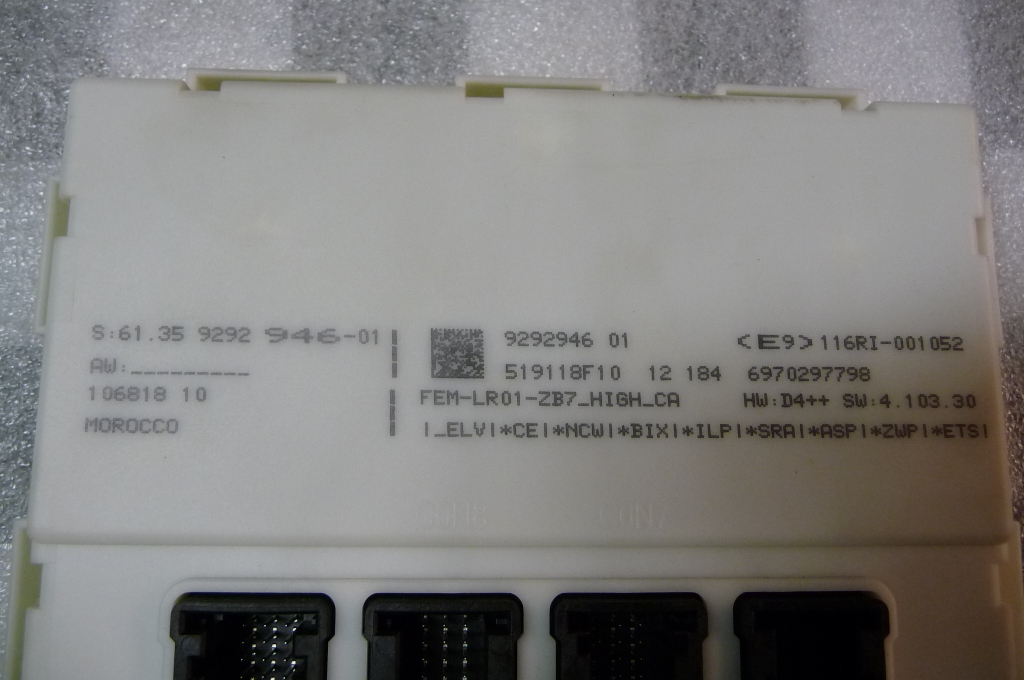 S:61.35 9292 946-01
AW:_________
106818 10
MOROCCO
9292946 01 <E9>116RI-001052
519118F10 12 184 6970297798
FEM-LR01-ZB7_HIGH_CA HW:D4++ SW:4.103.30
|_ELV|*CE|*NCW|*BIX|*ILP|*SRA|*ASP|*ZWP|*ETS|